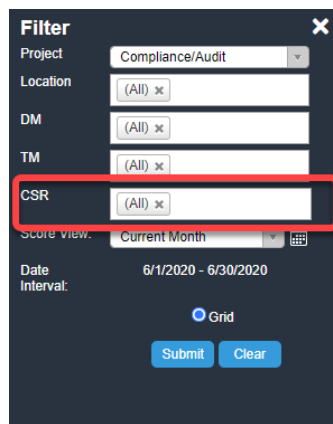 Filter ×
Project Compliance/Audit
Location (All) ×
DM (All) ×
TM (All) ×
CSR (All) ×
Score View: Current Month
Date 6/1/2020 - 6/30/2020
Interval:
Grid
Submit Clear